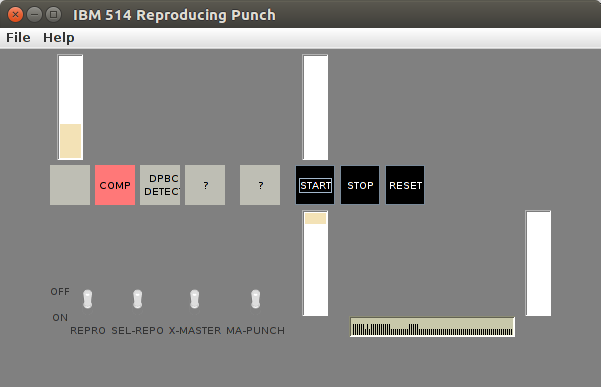 IBM 514 Reproducing Punch
File Help
COMP
DPBC
DETECT
?
?
START
STOP
RESET
OFF
ON
REPRO SEL-REPO X-MASTER MA-PUNCH